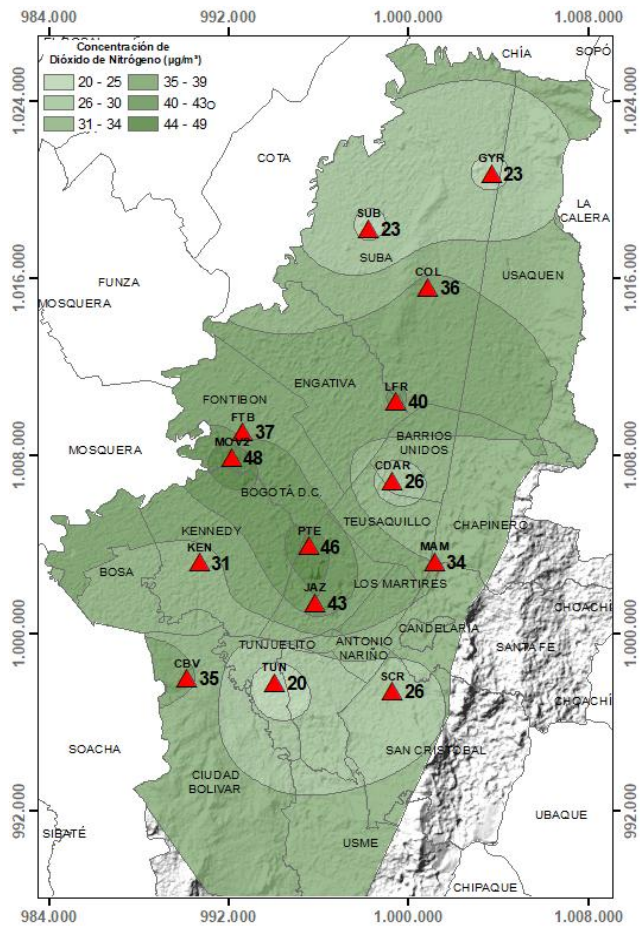 984.000 992.000 1.000.000 1.008.000
Concentración de
Dióxido de Nitrógeno (µg/m³)
20 - 25 35 - 39
26 - 30 40 - 43
31 - 34 44 - 49
CHÍA
SOPÓ
1.024.000 1.024.000
COTA
GYR
23
SUB
23
LA
CALERA
SUBA
1.016.000 1.016.000
COL
36
USAQUEN
FUNZA
MOSQUERA
ENGATIVA
LFR
40
FONTIBON
FTB
37
BARRIOS
UNIDOS
MOSQUERA
MOV2
48
1.008.000 1.008.000
CDAR
26
BOGOTÁ D.C.
TEUSAQUILLO
CHAPINERO
KENNEDY
PTE
46
KEN
31
MAM
34
BOSA
JAZ
43
LOS MARTIRES
CHOACHÍ
CANDELARIA
1.000.000 1.000.000
TUNJUELITO
ANTONIO
NARIÑO
SANTA FE
CBV
35
TUN
20
SCR
26
CHOACHÍ
SOACHA
SAN CRISTOBAL
CIUDAD
BOLIVAR
992.000 992.000
SIBATÉ
UBAQUE
USME
CHIPAQUE
984.000 992.000 1.000.000 1.008.000